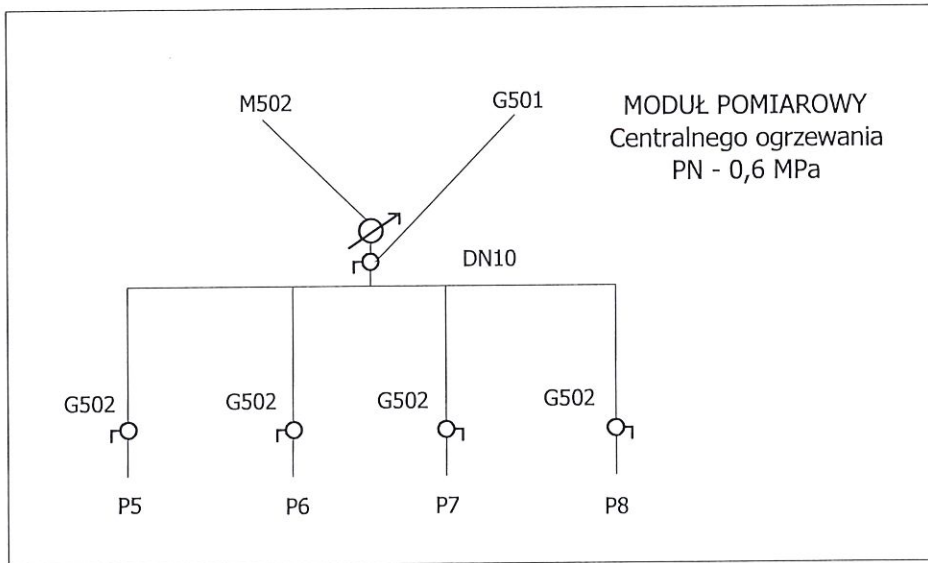 M502
G501
MODUŁ POMIAROWY
Centralnego ogrzewania
PN - 0,6 MPa
DN10
G502
G502
G502
G502
P5
P6
P7
P8